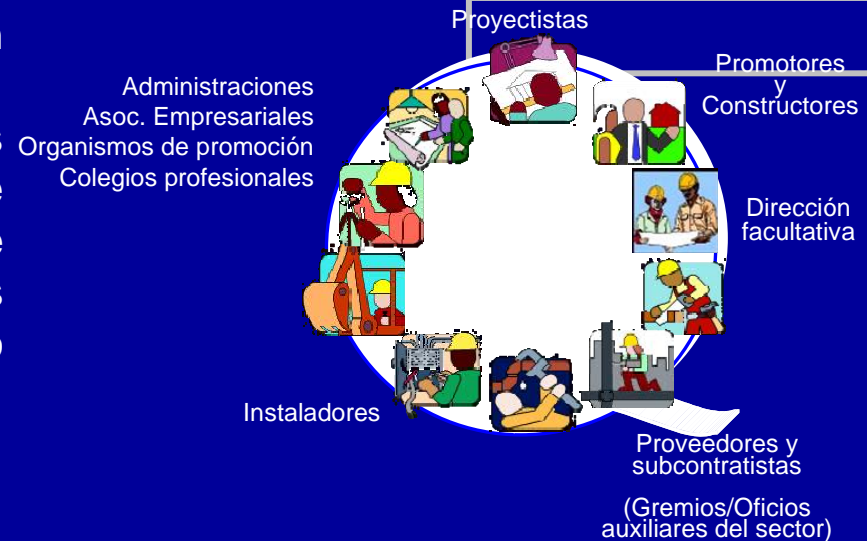 Proyectistas
Promotores
y
Constructores
Administraciones
Asoc. Empresariales
Organismos de promoción
Colegios profesionales
Dirección
facultativa
Instaladores
Proveedores y
subcontratistas
(Gremios/Oficios
auxiliares del sector)